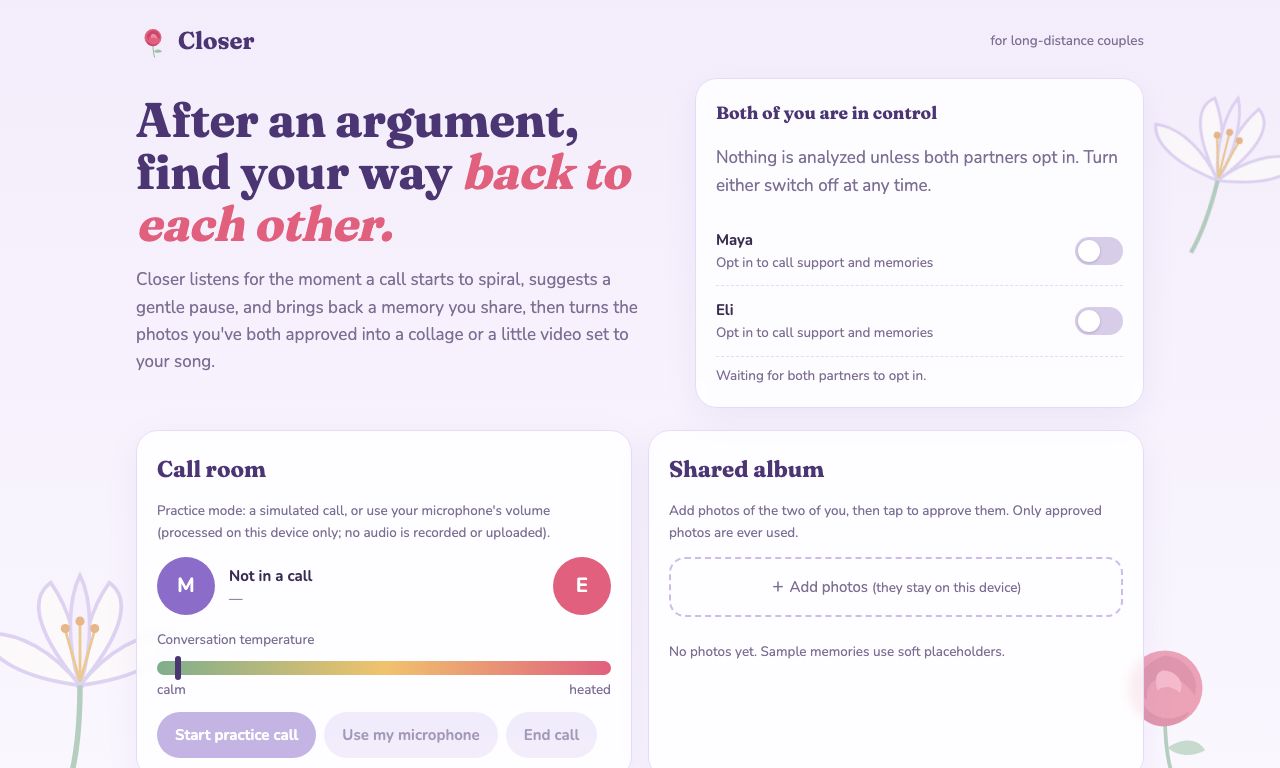 Closer
for long-distance couples
After an argument,
find your way back to
each other.
Closer listens for the moment a call starts to spiral, suggests a
gentle pause, and brings back a memory you share, then turns the
photos you've both approved into a collage or a little video set to
your song.
Both of you are in control
Nothing is analyzed unless both partners opt in. Turn
either switch off at any time.
Maya
Opt in to call support and memories
Eli
Opt in to call support and memories
Waiting for both partners to opt in.
Call room
Practice mode: a simulated call, or use your microphone's volume
(processed on this device only; no audio is recorded or uploaded).
M
Not in a call
—
E
Conversation temperature
calm
heated
Start practice call
Use my microphone
End call
Shared album
Add photos of the two of you, then tap to approve them. Only approved
photos are ever used.
+ Add photos (they stay on this device)
No photos yet. Sample memories use soft placeholders.